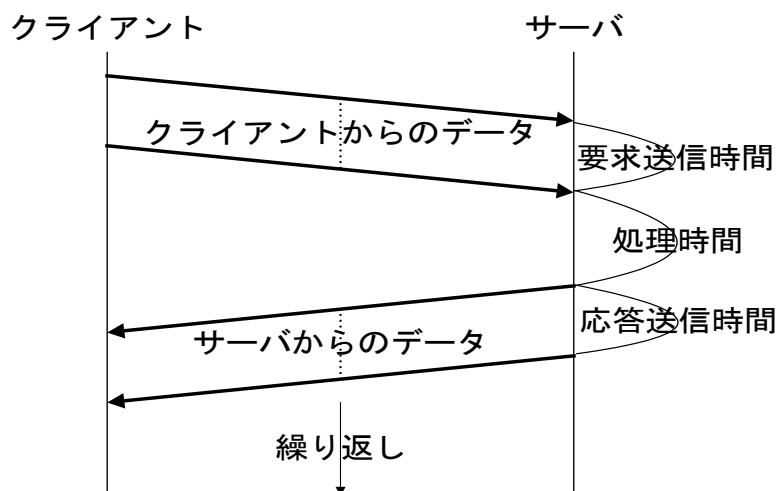 クライアント
サーバ
クライアントからのデータ
要求送信時間
処理時間
サーバからのデータ
応答送信時間
繰り返し